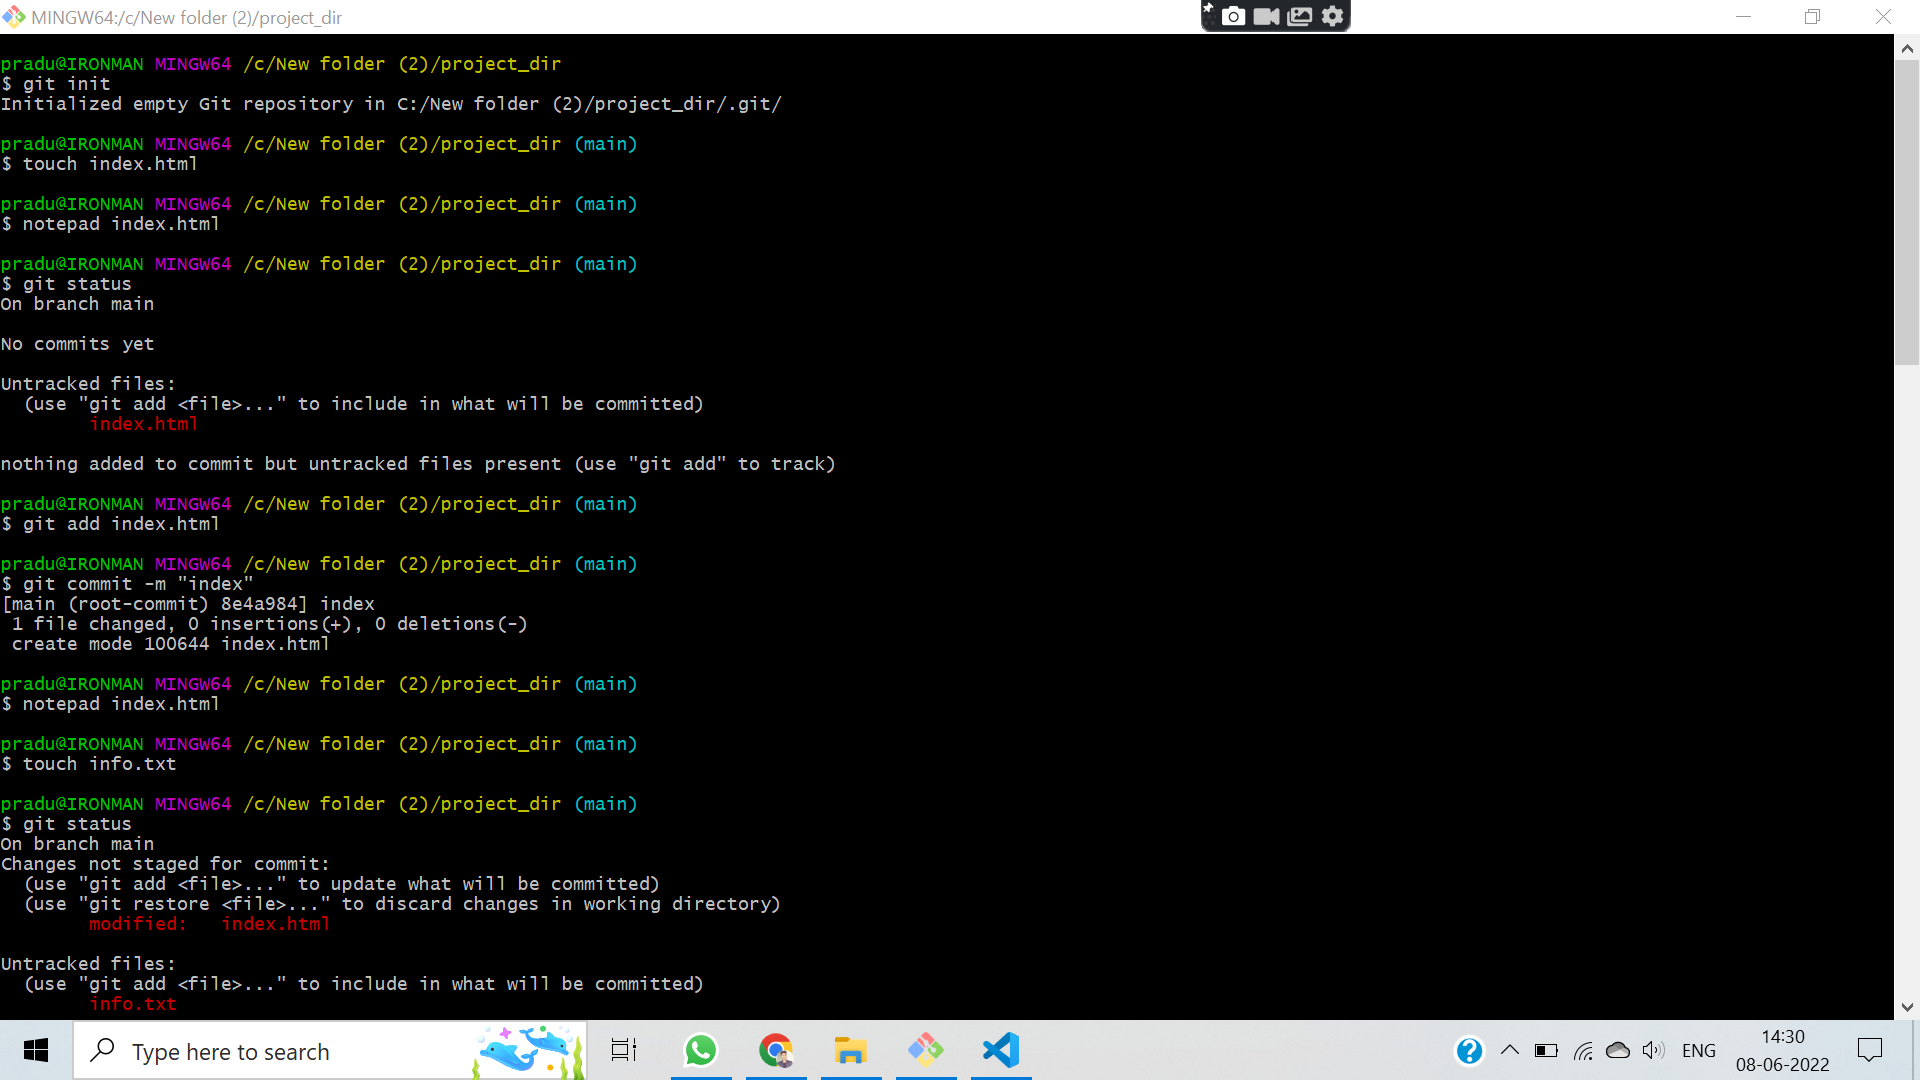 MINGW64:/c/New folder (2)/project_dir
pradu@IRONMAN MINGW64 /c/New folder (2)/project_dir
$ git init
Initialized empty Git repository in C:/New folder (2)/project_dir/.git/
pradu@IRONMAN MINGW64 /c/New folder (2)/project_dir (main)
$ touch index.html
pradu@IRONMAN MINGW64 /c/New folder (2)/project_dir (main)
$ notepad index.html
pradu@IRONMAN MINGW64 /c/New folder (2)/project_dir (main)
$ git status
On branch main
No commits yet
Untracked files:
  (use "git add <file>..." to include in what will be committed)
        index.html
nothing added to commit but untracked files present (use "git add" to track)
pradu@IRONMAN MINGW64 /c/New folder (2)/project_dir (main)
$ git add index.html
pradu@IRONMAN MINGW64 /c/New folder (2)/project_dir (main)
$ git commit -m "index"
[main (root-commit) 8e4a984] index
 1 file changed, 0 insertions(+), 0 deletions(-)
 create mode 100644 index.html
pradu@IRONMAN MINGW64 /c/New folder (2)/project_dir (main)
$ notepad index.html
pradu@IRONMAN MINGW64 /c/New folder (2)/project_dir (main)
$ touch info.txt
pradu@IRONMAN MINGW64 /c/New folder (2)/project_dir (main)
$ git status
On branch main
Changes not staged for commit:
  (use "git add <file>..." to update what will be committed)
  (use "git restore <file>..." to discard changes in working directory)
        modified:   index.html
Untracked files:
  (use "git add <file>..." to include in what will be committed)
        info.txt
Type here to search
ENG
14:30
08-06-2022